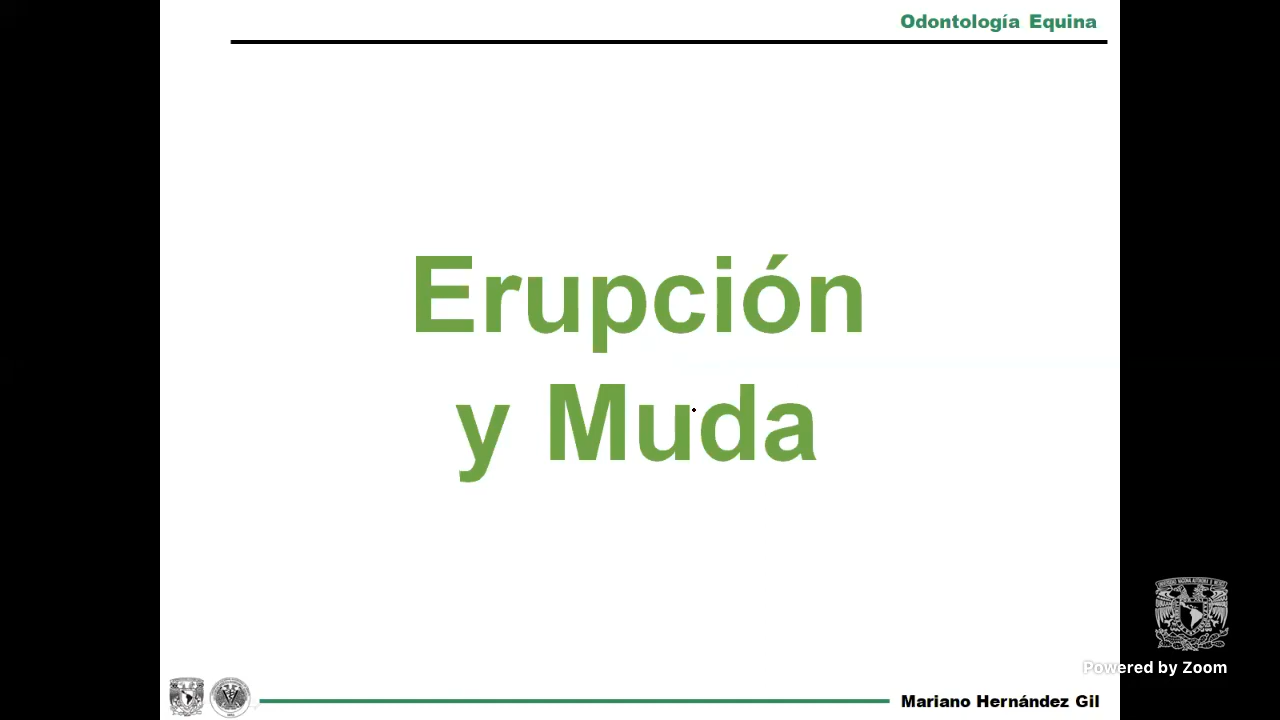 Odontología Equina
Erupción
y Muda
Powered by Zoom
Mariano Hernández Gil